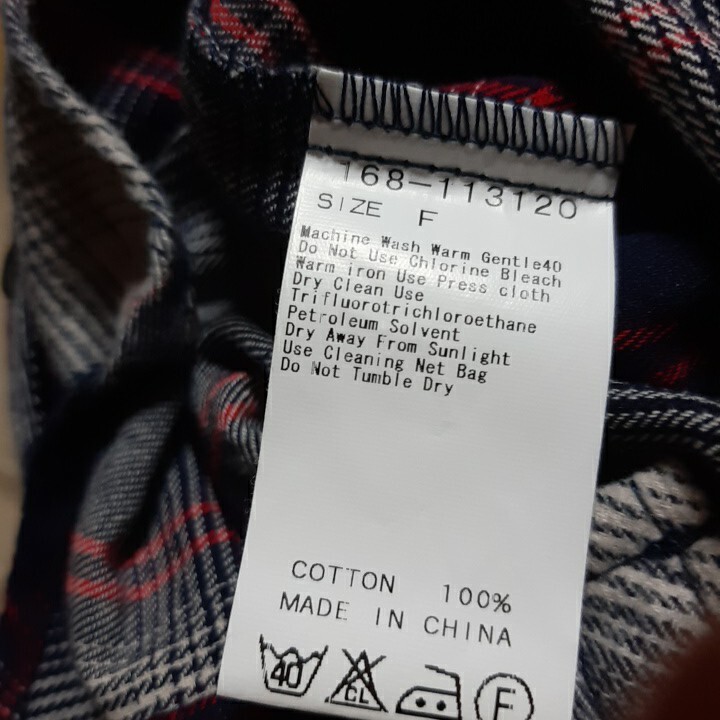 168-113120
SIZE F
Machine Wash Warm Gentle40
Do Not Use Chlorine Bleach
Warm iron Use Press cloth
Dry Clean Use
Trifluorotrichloroethane
Petroleum Solvent
Dry Away From Sunlight
Use Cleaning Net Bag
Do Not Tumble Dry
COTTON 100%
MADE IN CHINA
40 CL F